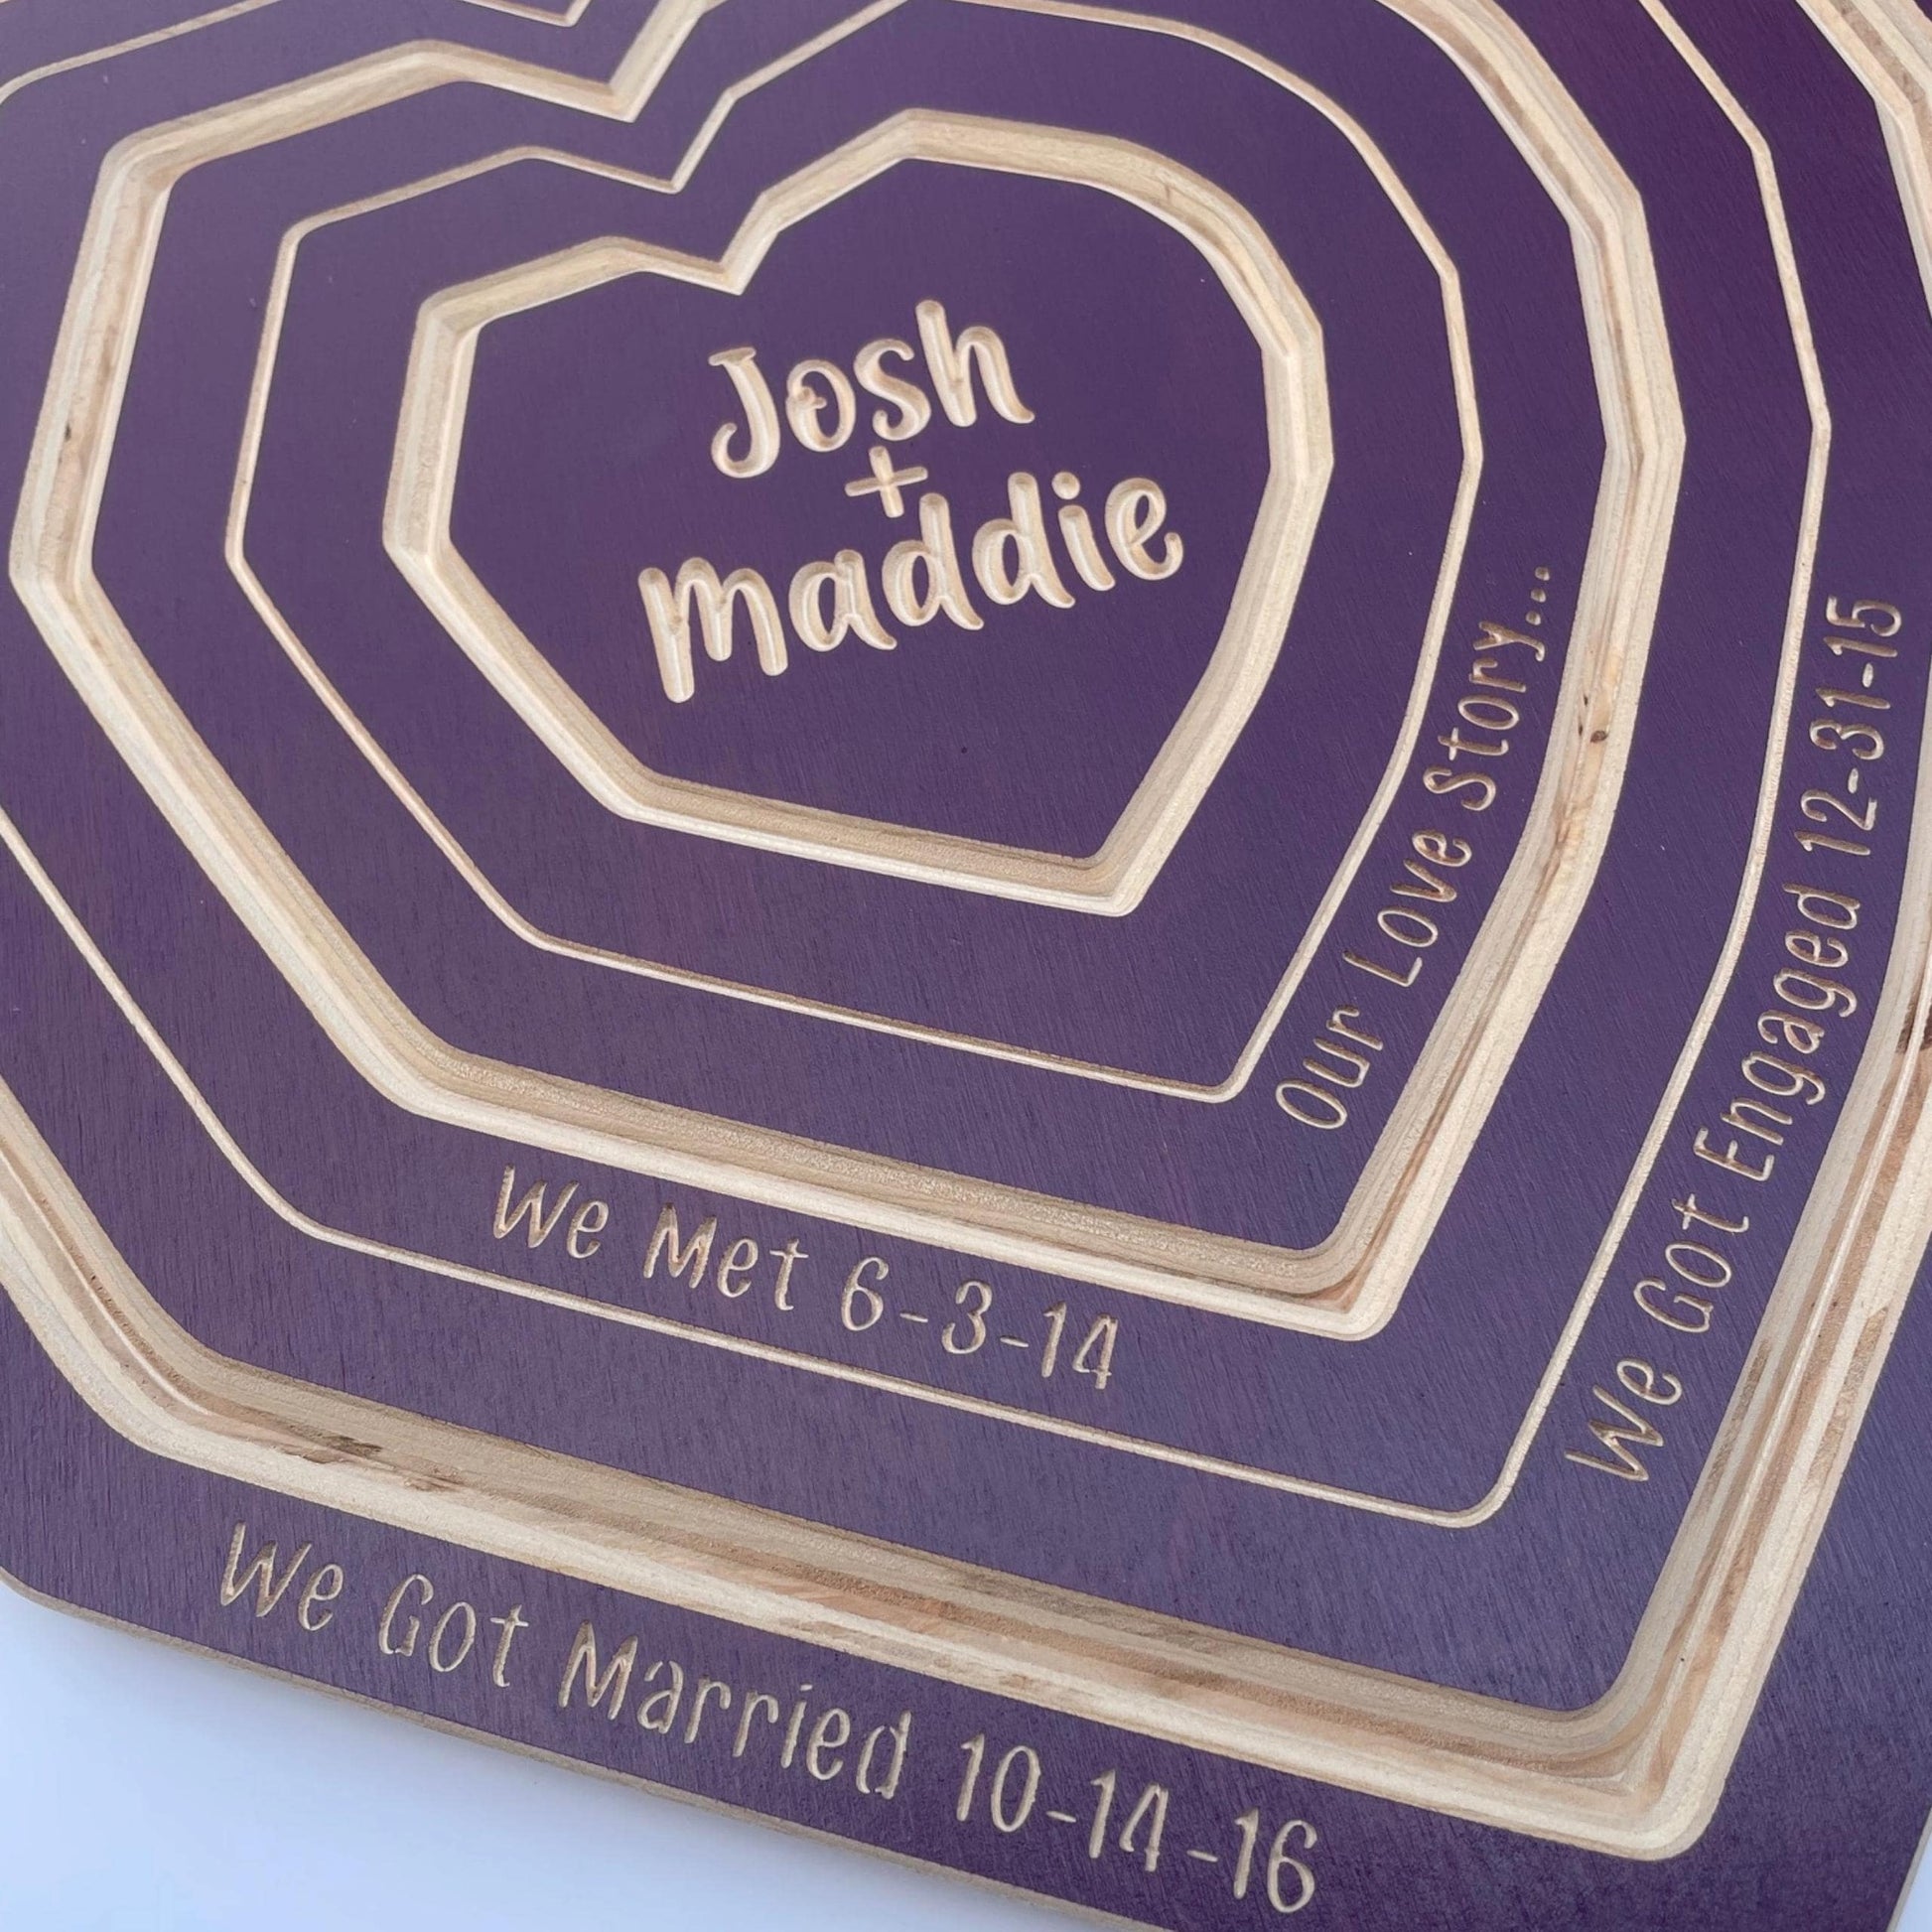 Josh
+
maddie
Our Love Story...
We Met 6-3-14
We Got Engaged 12-31-15
We Got Married 10-14-16